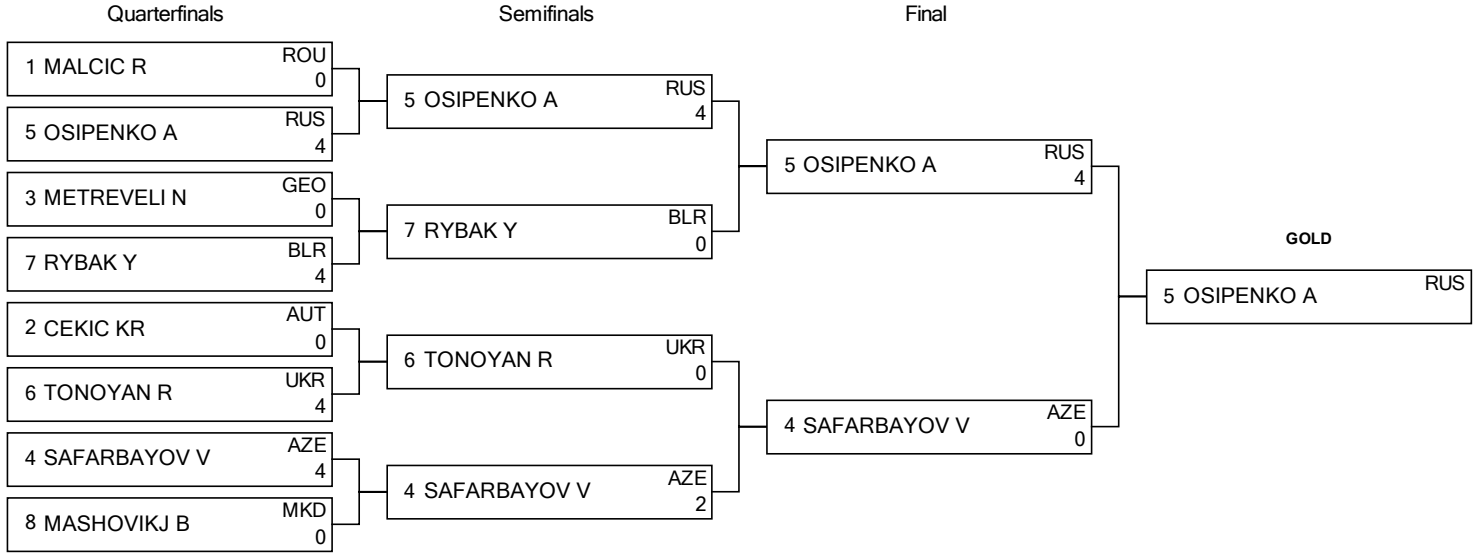 Quarterfinals
Semifinals
Final
1 MALCIC R ROU
0
5 OSIPENKO A RUS
4
3 METREVELI N GEO
0
7 RYBAK Y BLR
4
2 CEKIC KR AUT
0
6 TONOYAN R UKR
4
4 SAFARBAYOV V AZE
4
8 MASHOVIKJ B MKD
0
5 OSIPENKO A RUS
4
7 RYBAK Y BLR
0
6 TONOYAN R UKR
0
4 SAFARBAYOV V AZE
2
5 OSIPENKO A RUS
4
4 SAFARBAYOV V AZE
0
GOLD
5 OSIPENKO A RUS